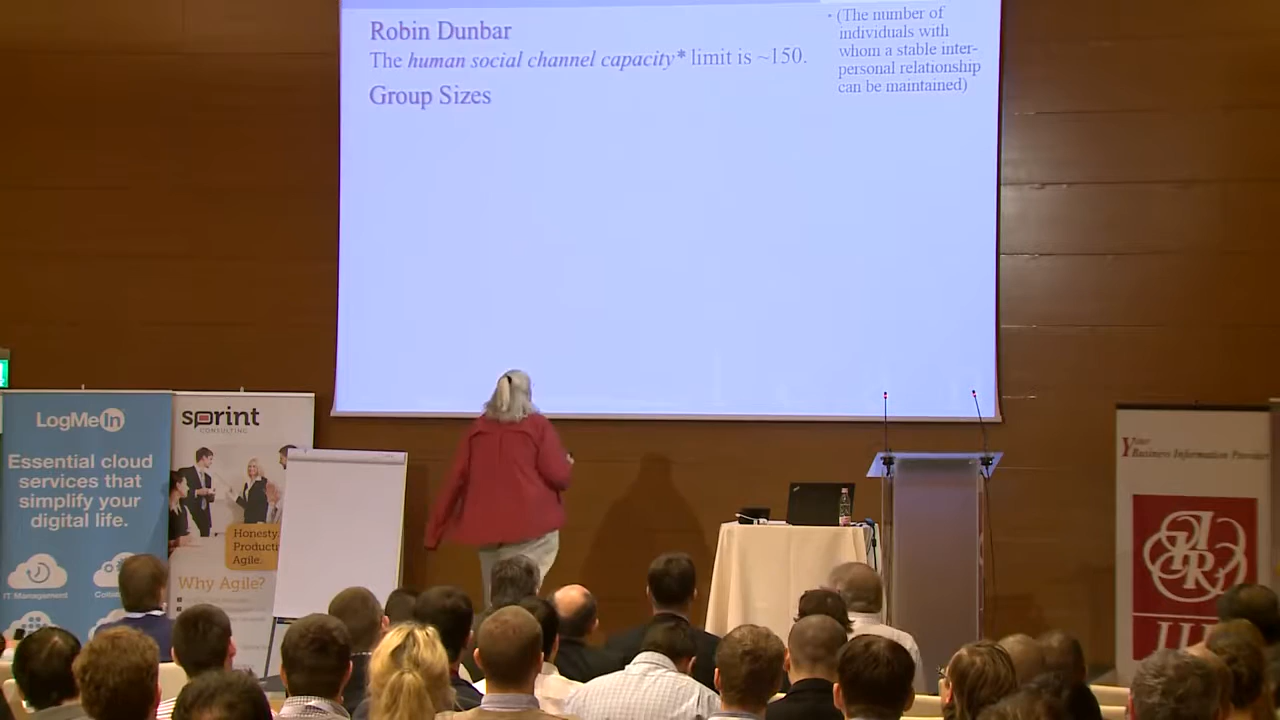 Robin Dunbar
The human social channel capacity* limit is ~150.
Group Sizes
* (The number of
individuals with
whom a stable inter-
personal relationship
can be maintained)
LogMeIn
Essential cloud
services that
simplify your
digital life.
IT Management
sprint
CONSULTING
Honesty.
Producti
Agile.
Why Agile?
Your
Business Information Provider
IIR